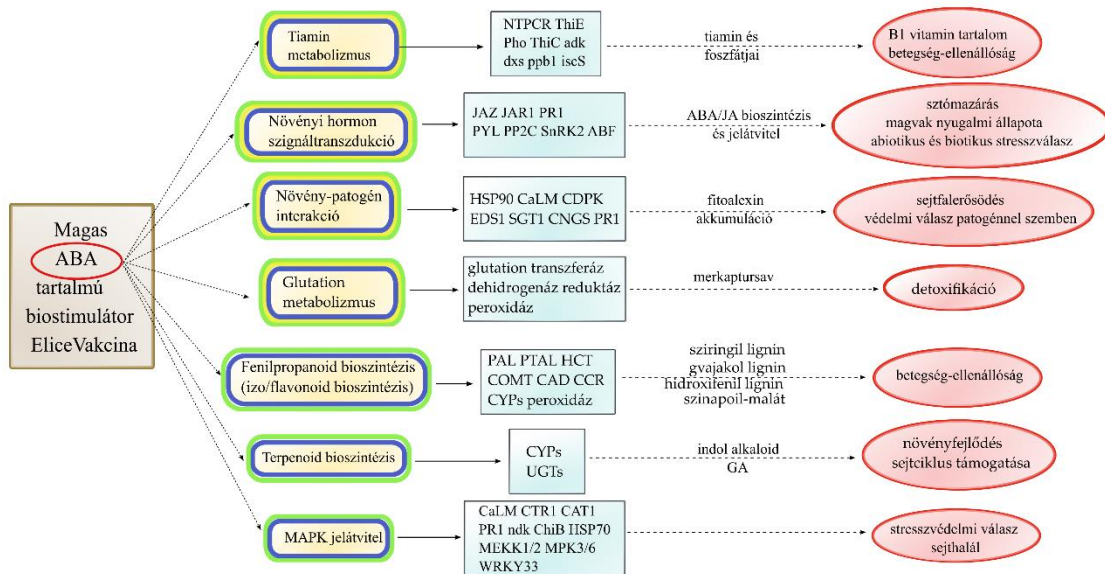 Magas
ABA
tartalmú
biostimulátor
EliceVakcina
Tiamin
metabolizmus
NTPCR ThiE
Pho ThiC adk
dxs ppb1 iscS
tiamin és
foszfátjai
B1 vitamin tartalom
betegség-ellenállóság
Növényi hormon
szignáltranszdukció
JAZ JAR1 PR1
PYL PP2C SnRK2 ABF
ABA/JA bioszintézis
és jelátvitel
sztómazárás
magvak nyugalmi állapota
abiotikus és biotikus stresszválasz
Növény-patogén
interakció
HSP90 CaLM CDPK
EDS1 SGT1 CNGS PR1
fitoalexin
akkumuláció
sejtfalerősödés
védelmi válasz patogénnel szemben
Glutation
metabolizmus
glutation transzferáz
dehidrogenáz reduktáz
peroxidáz
merkaptursav
detoxifikáció
Fenilpropanoid bioszintézis
(izo/flavonoid bioszintézis)
PAL PTAL HCT
COMT CAD CCR
CYPs peroxidáz
sziringil lignin
gvajakol lignin
hidroxifenil lignin
szinapoil-malát
betegség-ellenállóság
Terpenoid bioszintézis
CYPs
UGTs
indol alkaloid
GA
növényfejlődés
sejtciklus támogatása
MAPK jelátvitel
CaLM CTR1 CAT1
PR1 ndk ChiB HSP70
MEKK1/2 MPK3/6
WRKY33
stresszvédelmi válasz
sejthalál